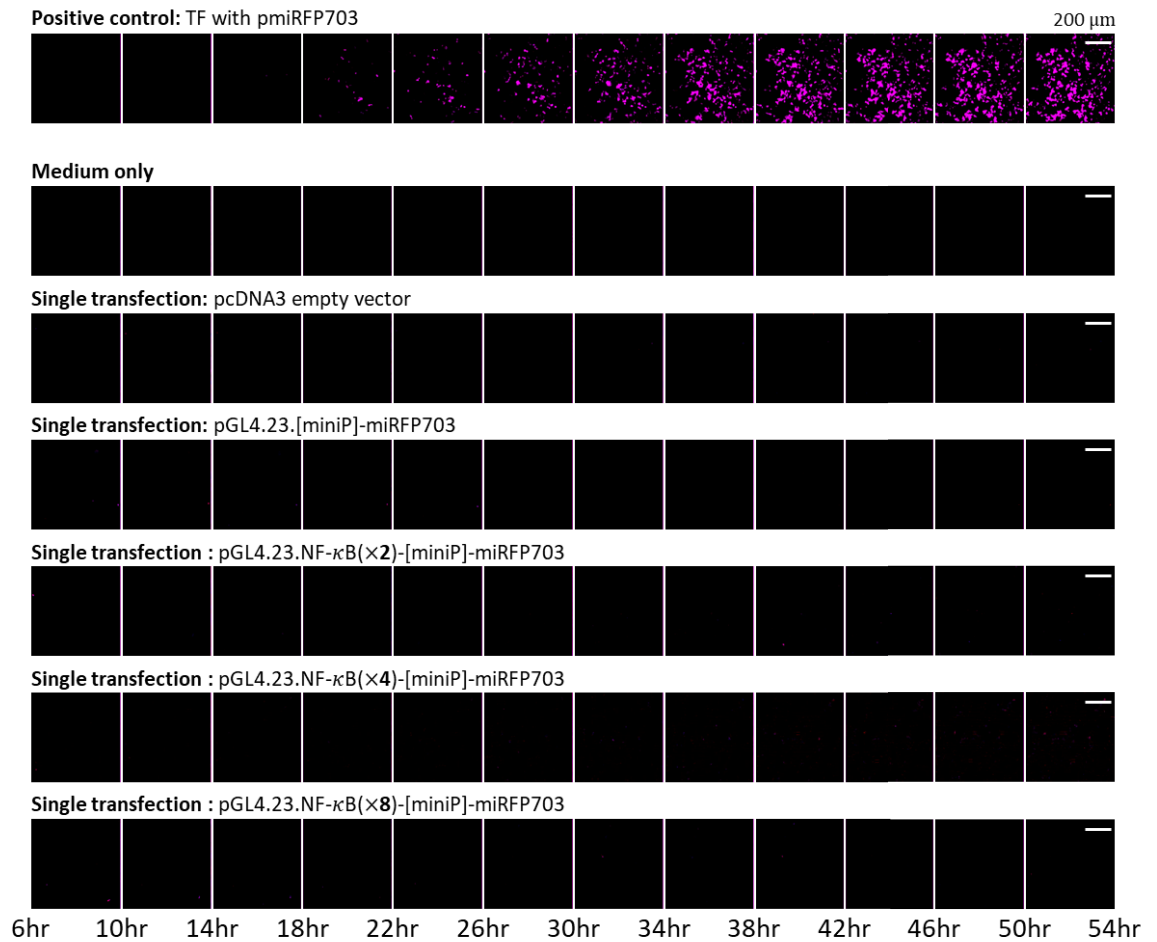 Positive control: TF with pmiRFP703
200 μm
Medium only
Single transfection: pcDNA3 empty vector
Single transfection: pGL4.23.[miniP]-miRFP703
Single transfection : pGL4.23.NF-κB(×2)-[miniP]-miRFP703
Single transfection : pGL4.23.NF-κB(×4)-[miniP]-miRFP703
Single transfection : pGL4.23.NF-κB(×8)-[miniP]-miRFP703
6hr 10hr 14hr 18hr 22hr 26hr 30hr 34hr 38hr 42hr 46hr 50hr 54hr